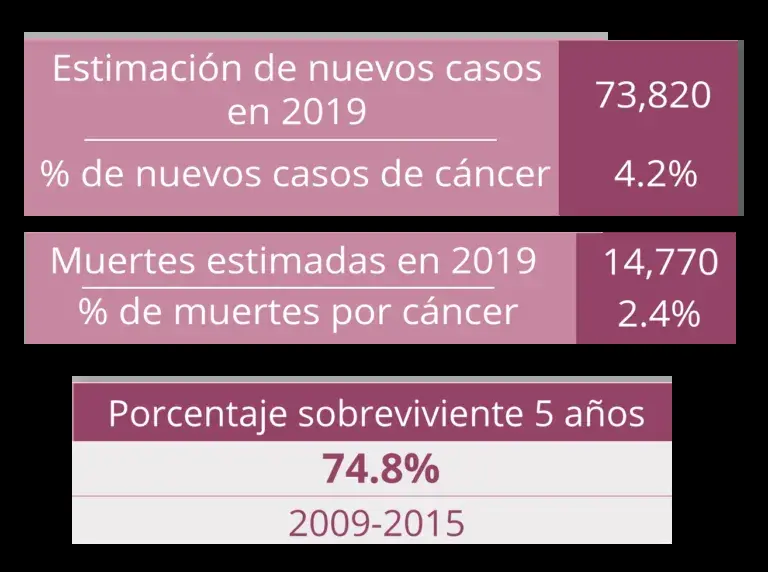 Estimación de nuevos casos
en 2019
73,820
% de nuevos casos de cáncer
4.2%
Muertes estimadas en 2019
14,770
% de muertes por cáncer
2.4%
Porcentaje sobreviviente 5 años
74.8%
2009-2015